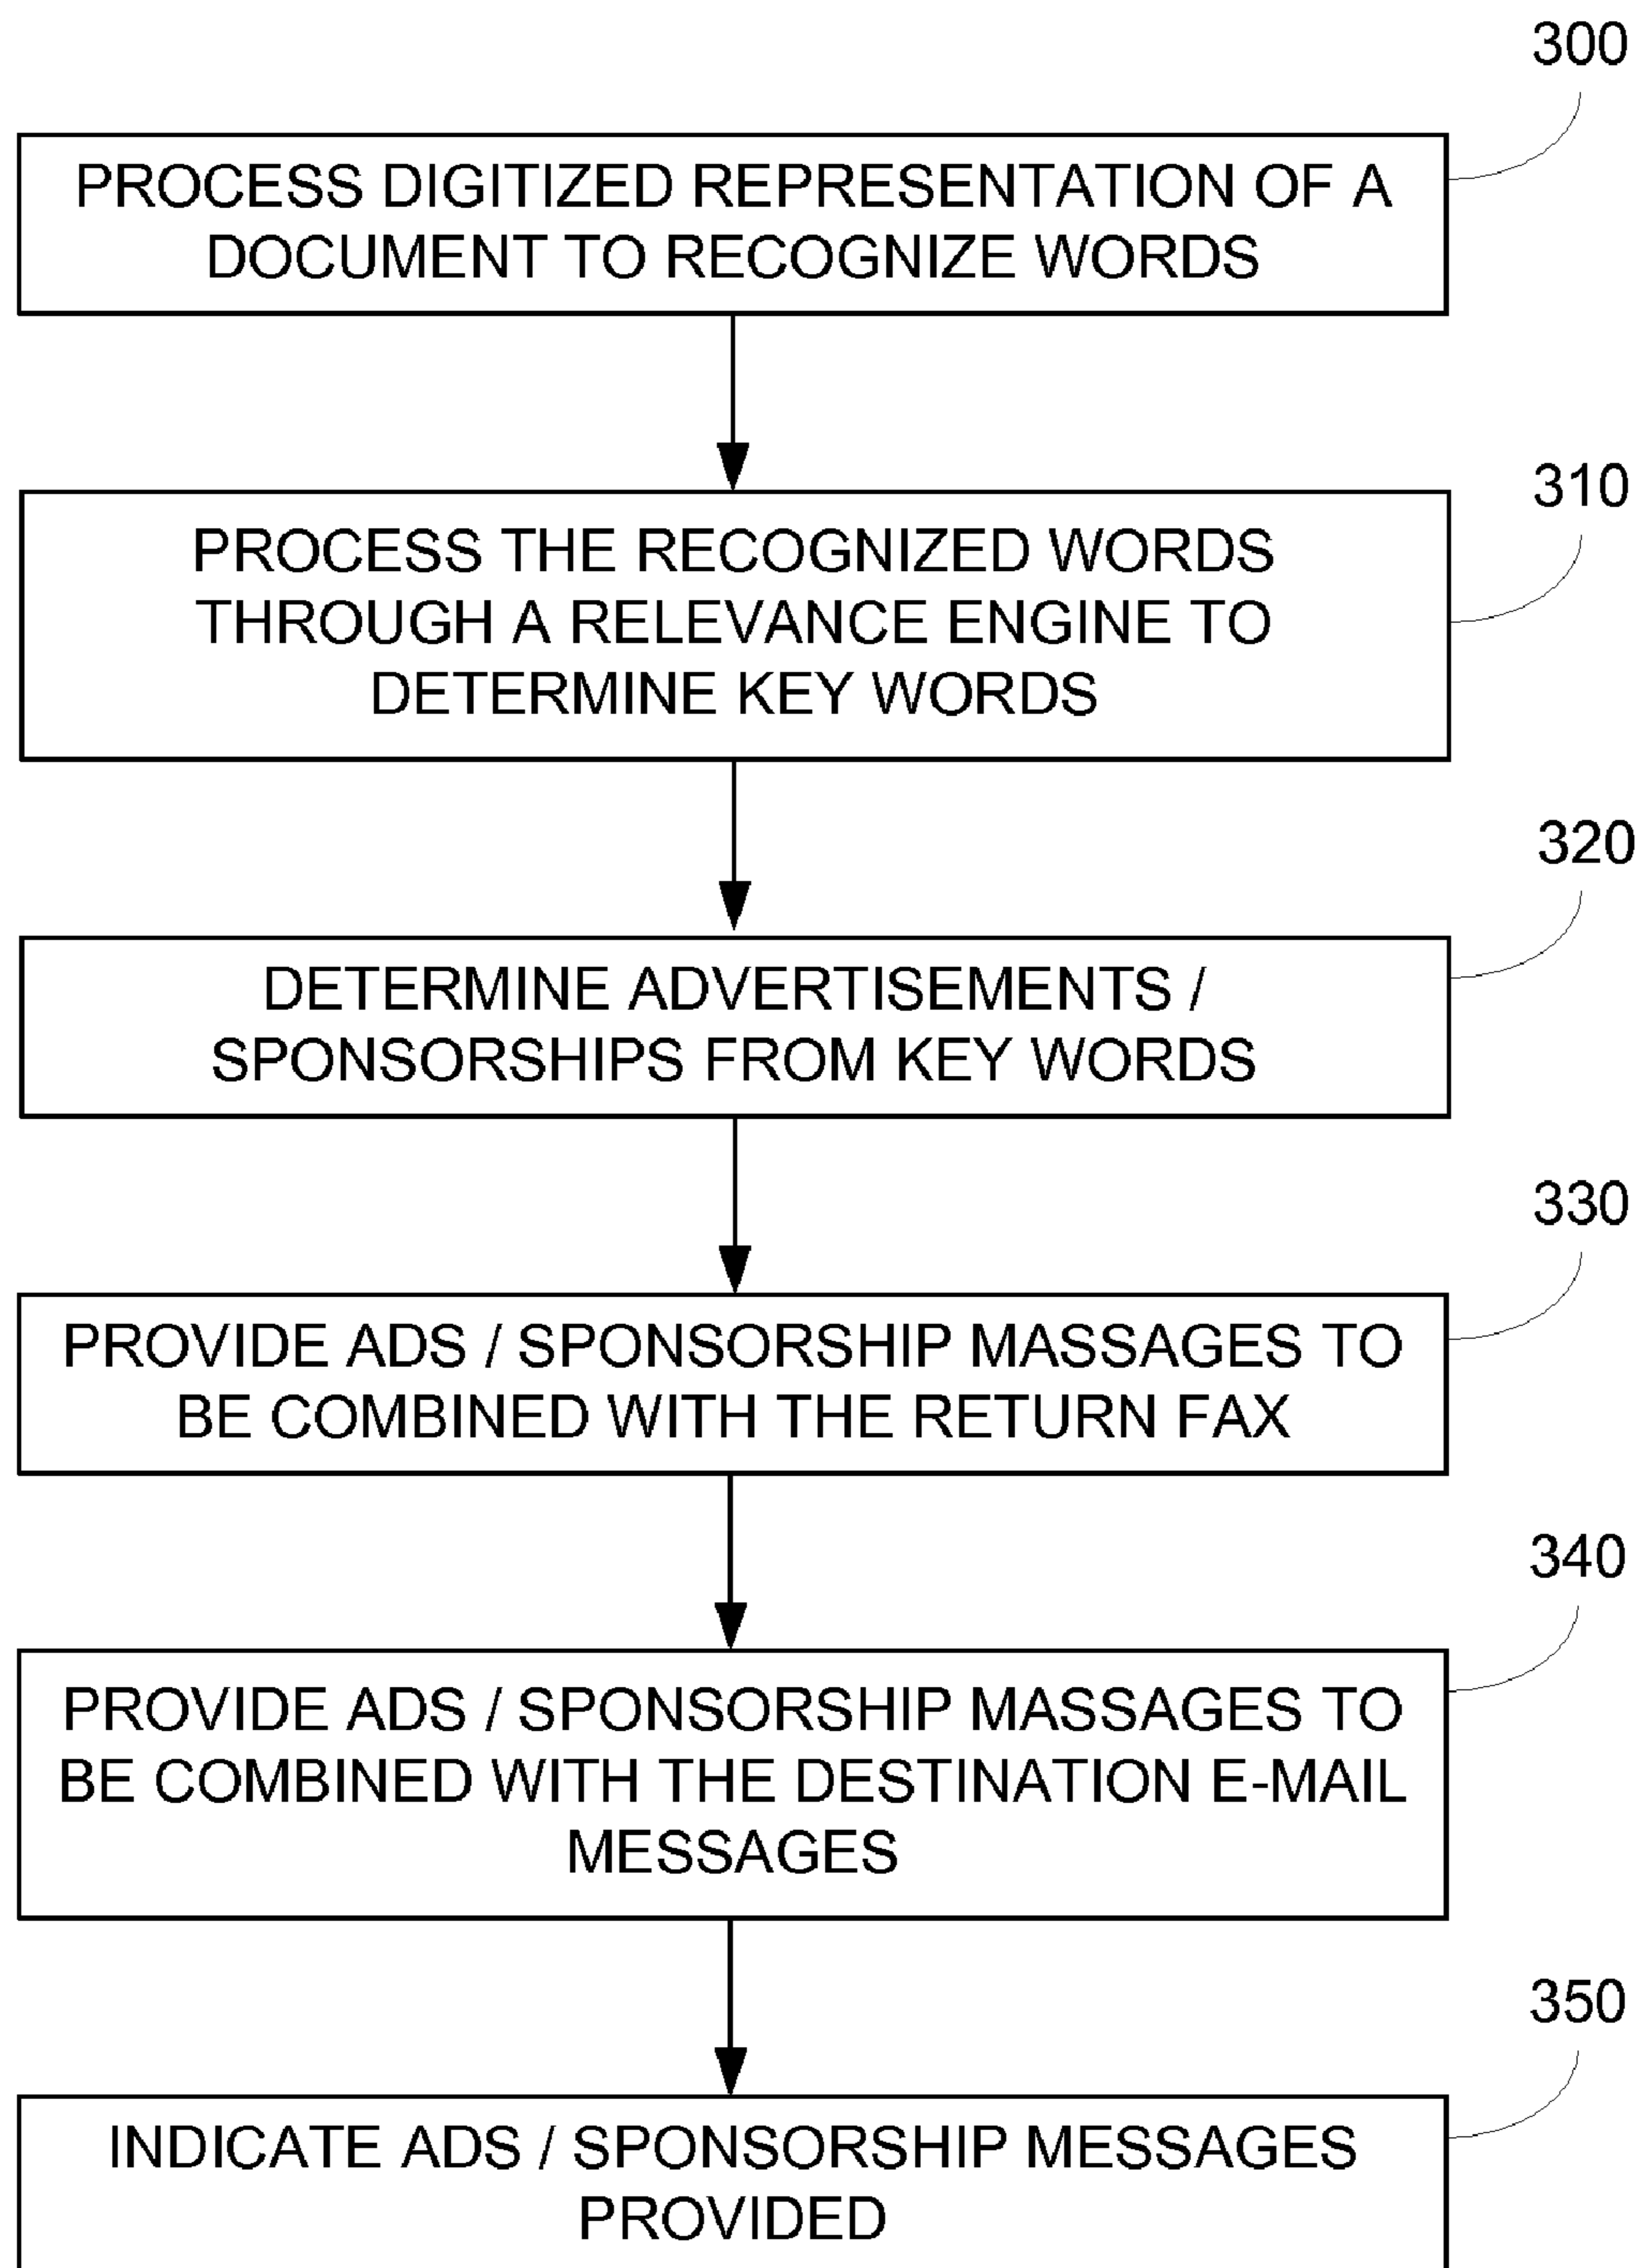 300
PROCESS DIGITIZED REPRESENTATION OF A
DOCUMENT TO RECOGNIZE WORDS
310
PROCESS THE RECOGNIZED WORDS
THROUGH A RELEVANCE ENGINE TO
DETERMINE KEY WORDS
320
DETERMINE ADVERTISEMENTS /
SPONSORSHIPS FROM KEY WORDS
330
PROVIDE ADS / SPONSORSHIP MASSAGES TO
BE COMBINED WITH THE RETURN FAX
340
PROVIDE ADS / SPONSORSHIP MASSAGES TO
BE COMBINED WITH THE DESTINATION E-MAIL
MESSAGES
350
INDICATE ADS / SPONSORSHIP MESSAGES
PROVIDED